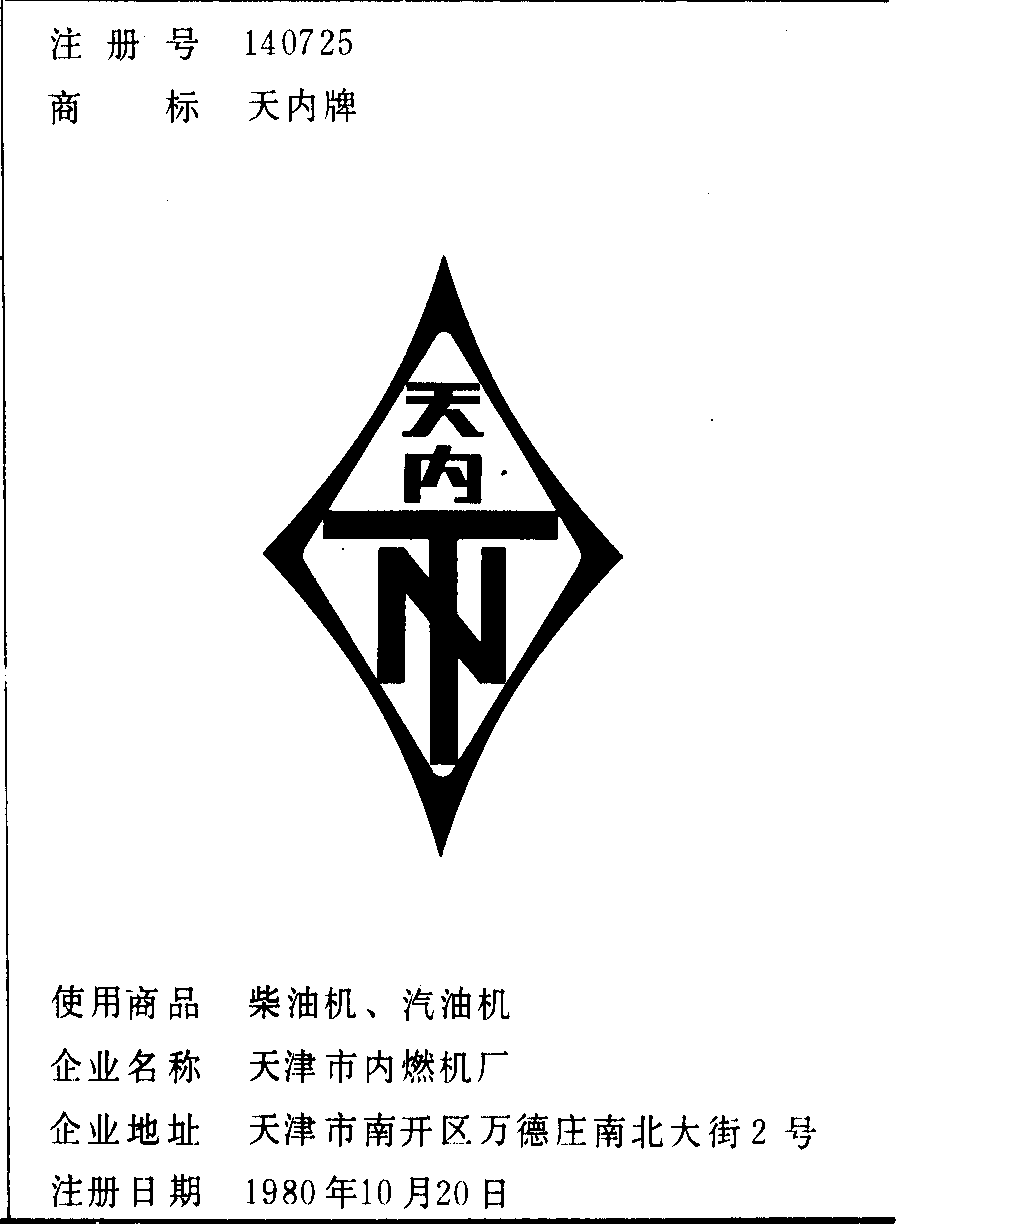 注册号 140725
商标 天内牌
天
内
TN
使用商品 柴油机、汽油机
企业名称 天津市内燃机厂
企业地址 天津市南开区万德庄南北大街2号
注册日期 1980年10月20日